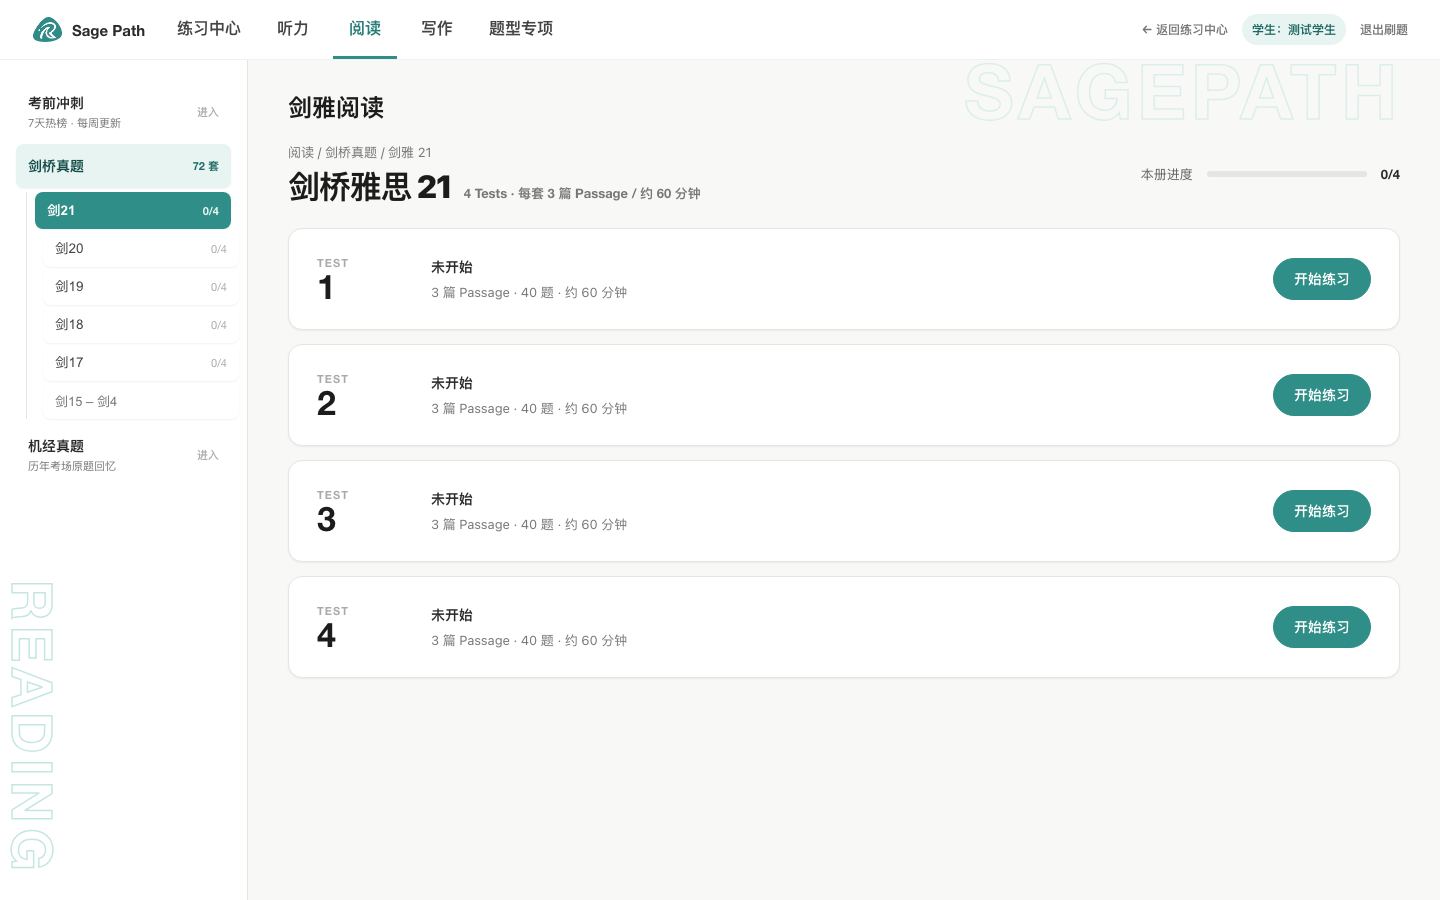 Sage Path
练习中心
听力
阅读
写作
题型专项
← 返回练习中心
学生：测试学生
退出刷题
考前冲刺
7天热榜 · 每周更新
进入
剑桥真题
72 套
剑21
0/4
剑20
0/4
剑19
0/4
剑18
0/4
剑17
0/4
剑15 – 剑4
机经真题
历年考场原题回忆
进入
READING
SAGEPATH
剑雅阅读
阅读 / 剑桥真题 / 剑雅 21
剑桥雅思 21
4 Tests · 每套 3 篇 Passage / 约 60 分钟
本册进度
0/4
TEST
1
未开始
3 篇 Passage · 40 题 · 约 60 分钟
开始练习
TEST
2
未开始
3 篇 Passage · 40 题 · 约 60 分钟
开始练习
TEST
3
未开始
3 篇 Passage · 40 题 · 约 60 分钟
开始练习
TEST
4
未开始
3 篇 Passage · 40 题 · 约 60 分钟
开始练习